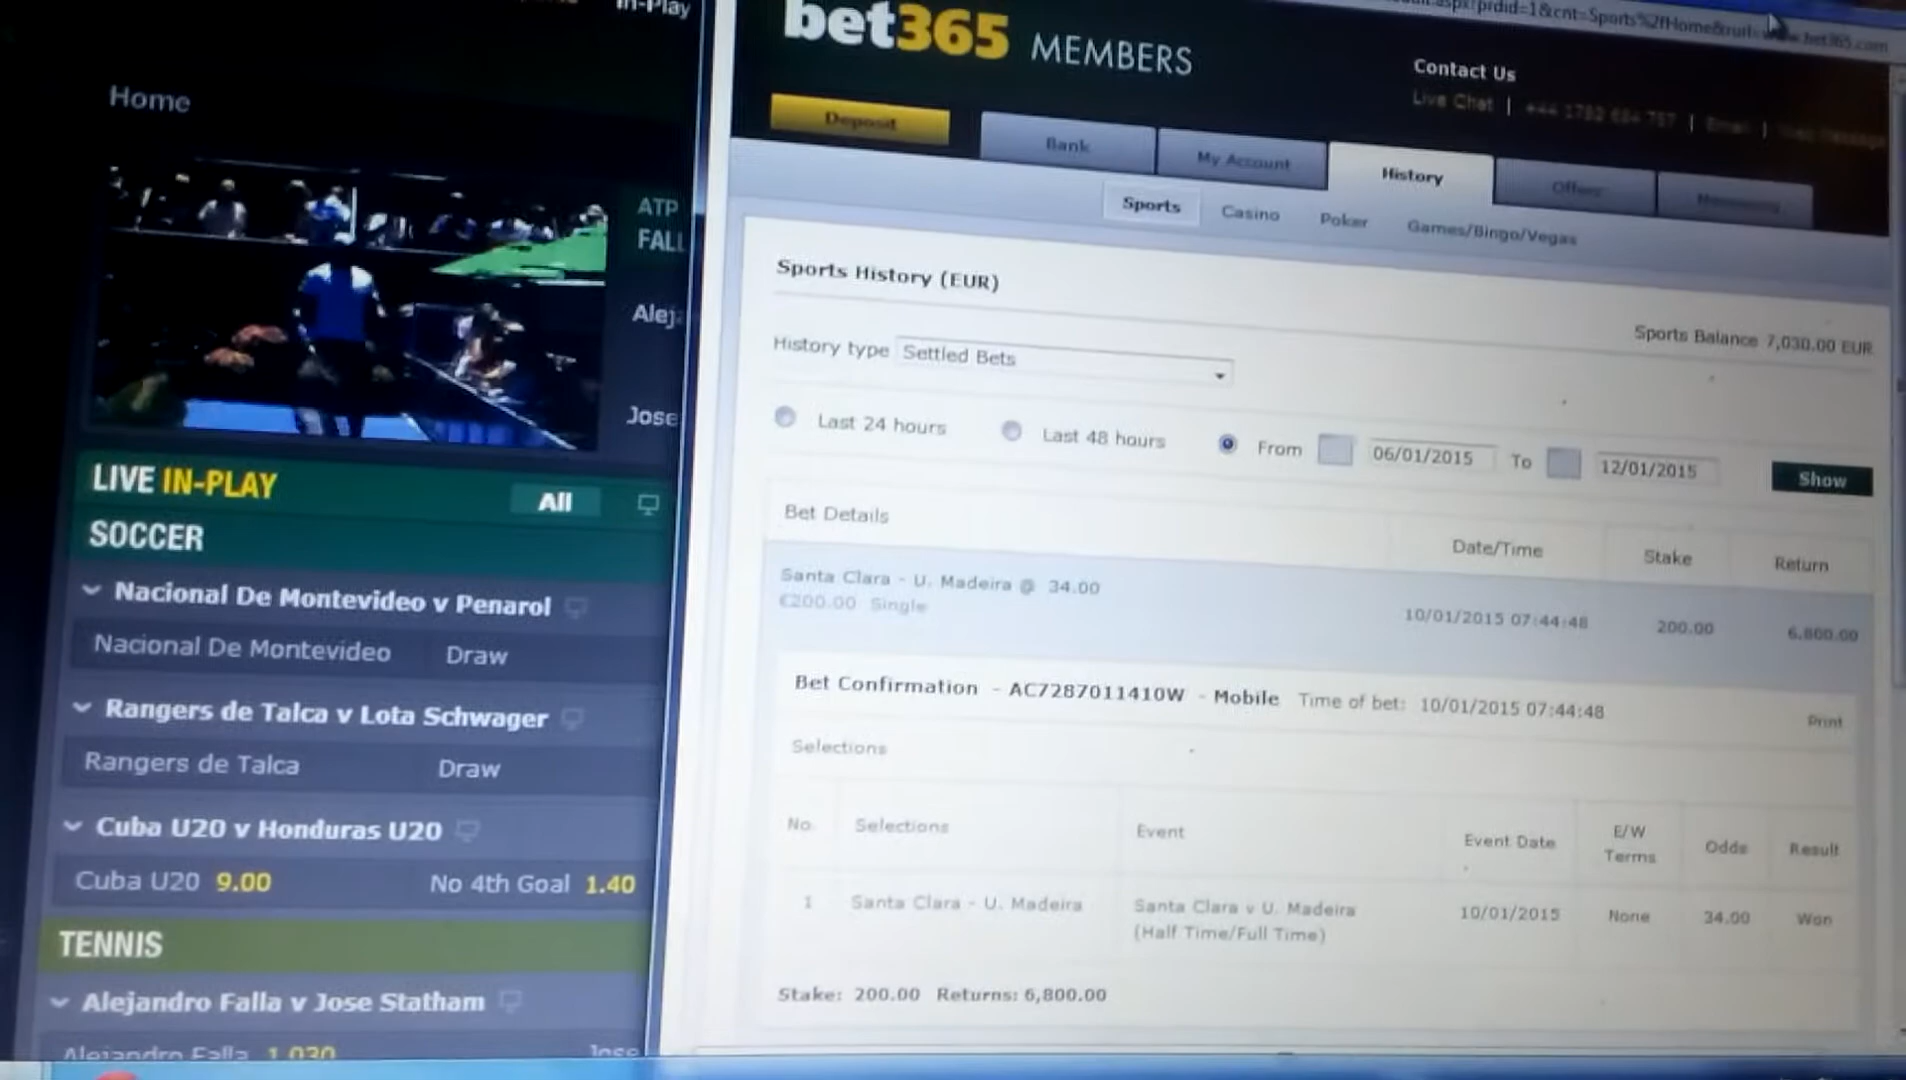 In-Play
Home
ATP
FALL
Alej
Jose
LIVE IN-PLAY
All
SOCCER
Nacional De Montevideo v Penarol
Nacional De Montevideo Draw
Rangers de Talca v Lota Schwager
Rangers de Talca Draw
Cuba U20 v Honduras U20
Cuba U20 9.00 No 4th Goal 1.40
TENNIS
Alejandro Falla v Jose Statham
Alejandro Falla 1.030 Jose
bet365 MEMBERS
Contact Us
Live Chat |
Deposit
Bank
My Account
History
Offers
Sports
Casino
Poker
Games/Bingo/Vegas
Sports History (EUR)
Sports Balance 7,030.00 EUR
History type Settled Bets
Last 24 hours Last 48 hours From 06/01/2015 To 12/01/2015 Show
Bet Details Date/Time Stake Return
Santa Clara - U. Madeira @ 34.00
€200.00 Single
10/01/2015 07:44:48 200.00 6,800.00
Bet Confirmation - AC7287011410W - Mobile Time of bet: 10/01/2015 07:44:48
Print
Selections
No. Selections Event Event Date E/W Terms Odds Result
1 Santa Clara - U. Madeira Santa Clara v U. Madeira 10/01/2015 None 34.00 Won
(Half Time/Full Time)
Stake: 200.00 Returns: 6,800.00